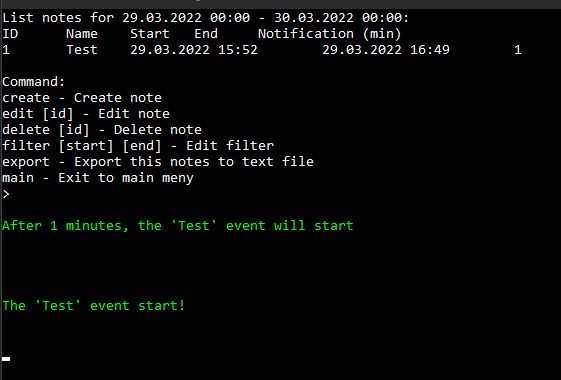 List notes for 29.03.2022 00:00 - 30.03.2022 00:00:
ID Name Start End Notification (min)
1 Test 29.03.2022 15:52 29.03.2022 16:49 1
Command:
create - Create note
edit [id] - Edit note
delete [id] - Delete note
filter [start] [end] - Edit filter
export - Export this notes to text file
main - Exit to main meny
>
After 1 minutes, the 'Test' event will start
The 'Test' event start!